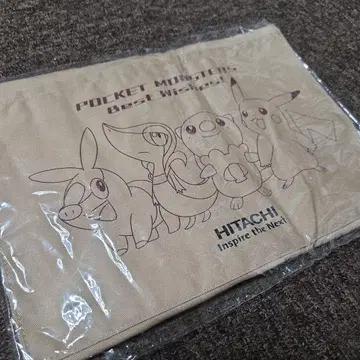 POCKET MONSTERS
Best Wishes!
HITACHI
Inspire the Next